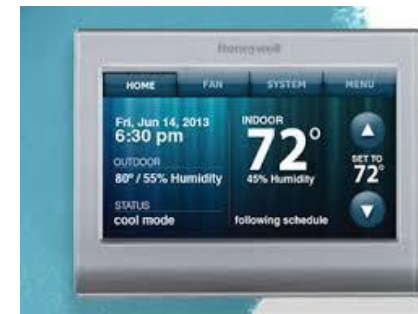 Honeywell
HOME FAN SYSTEM MENU
Fri, Jun 14, 2013
6:30 pm
OUTDOOR
80° / 55% Humidity
STATUS
cool mode
INDOOR
72°
45% Humidity
following schedule
SET TO
72°